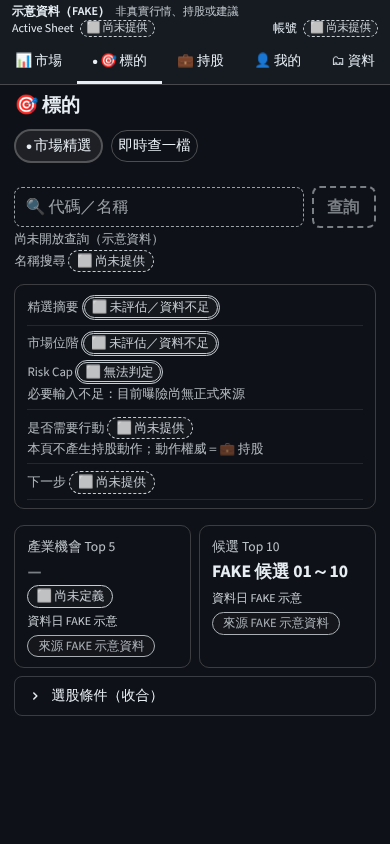 示意資料（FAKE） 非真實行情、持股或建議
Active Sheet 尚未提供 帳號 尚未提供
📊 市場 •🎯 標的 💼 持股 👤 我的 🗂 資料
🎯 標的
•市場精選 即時查一檔
🔍 代碼／名稱 查詢
尚未開放查詢（示意資料）
名稱搜尋 ⬜ 尚未提供
精選摘要 ⬜ 未評估／資料不足
市場位階 ⬜ 未評估／資料不足
Risk Cap ⬜ 無法判定
必要輸入不足：目前曝險尚無正式來源
是否需要行動 ⬜ 尚未提供
本頁不產生持股動作；動作權威＝💼 持股
下一步 ⬜ 尚未提供
產業機會 Top 5
—
⬜ 尚未定義
資料日 FAKE 示意
來源 FAKE 示意資料
候選 Top 10
FAKE 候選 01～10
資料日 FAKE 示意
來源 FAKE 示意資料
› 選股條件（收合）